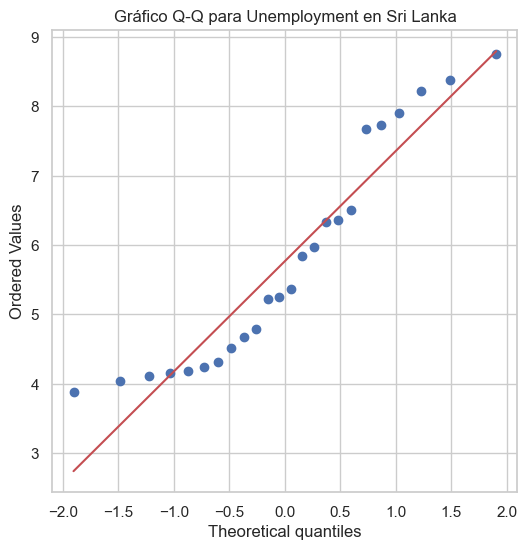 Gráfico Q-Q para Unemployment en Sri Lanka
9
8
7
6
5
4
3
Ordered Values
−2.0 −1.5 −1.0 −0.5 0.0 0.5 1.0 1.5 2.0
Theoretical quantiles